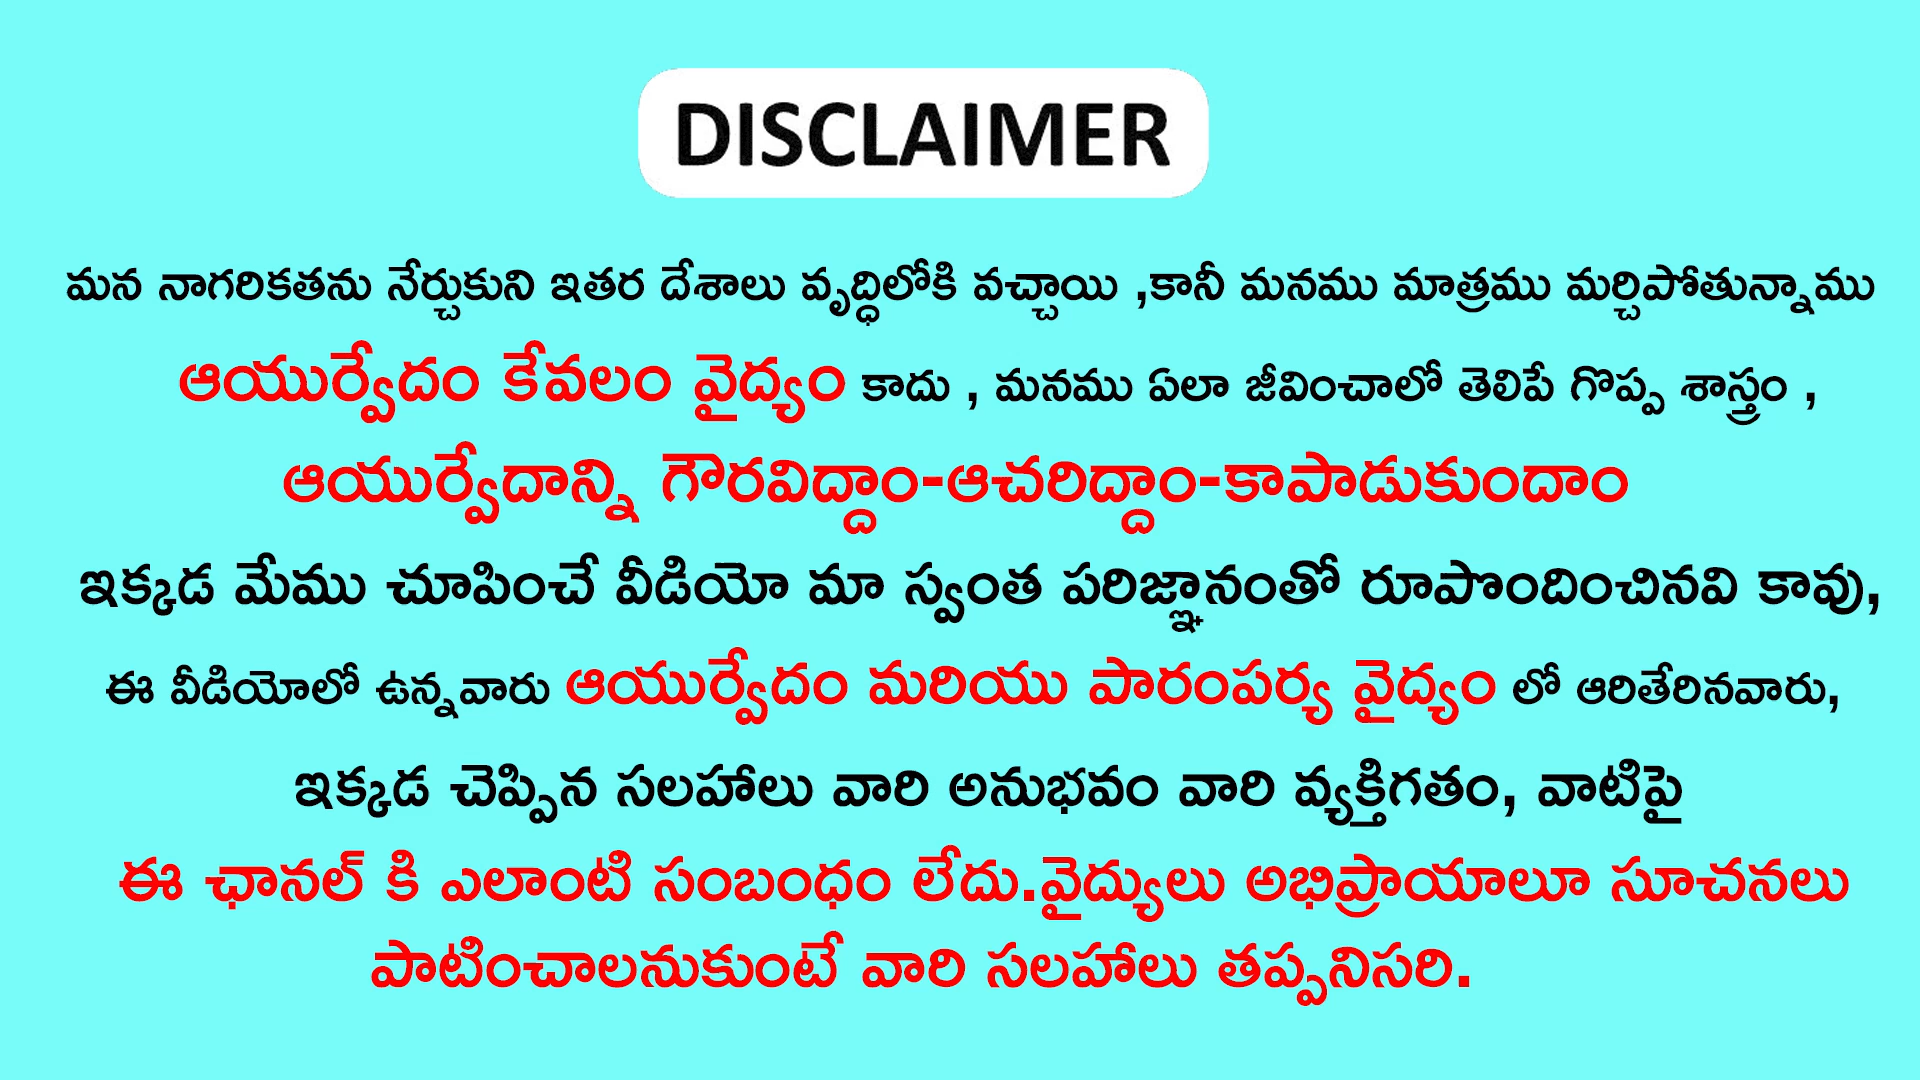 DISCLAIMER
మన నాగరికతను నేర్చుకుని ఇతర దేశాలు వృద్ధిలోకి వచ్చాయి ,కానీ మనము మాత్రము మర్చిపోతున్నాము
ఆయుర్వేదం కేవలం వైద్యం కాదు , మనము ఏలా జీవించాలో తెలిపే గొప్ప శాస్త్రం ,
ఆయుర్వేదాన్ని గౌరవిద్దాం-ఆచరిద్దాం-కాపాడుకుందాం
ఇక్కడ మేము చూపించే వీడియో మా స్వంత పరిజ్ఞానంతో రూపొందించినవి కావు,
ఈ వీడియోలో ఉన్నవారు ఆయుర్వేదం మరియు పారంపర్య వైద్యం లో ఆరితేరినవారు,
ఇక్కడ చెప్పిన సలహాలు వారి అనుభవం వారి వ్యక్తిగతం, వాటిపై
ఈ ఛానల్ కి ఎలాంటి సంబంధం లేదు.వైద్యులు అభిప్రాయాలూ సూచనలు
పాటించాలనుకుంటే వారి సలహాలు తప్పనిసరి.